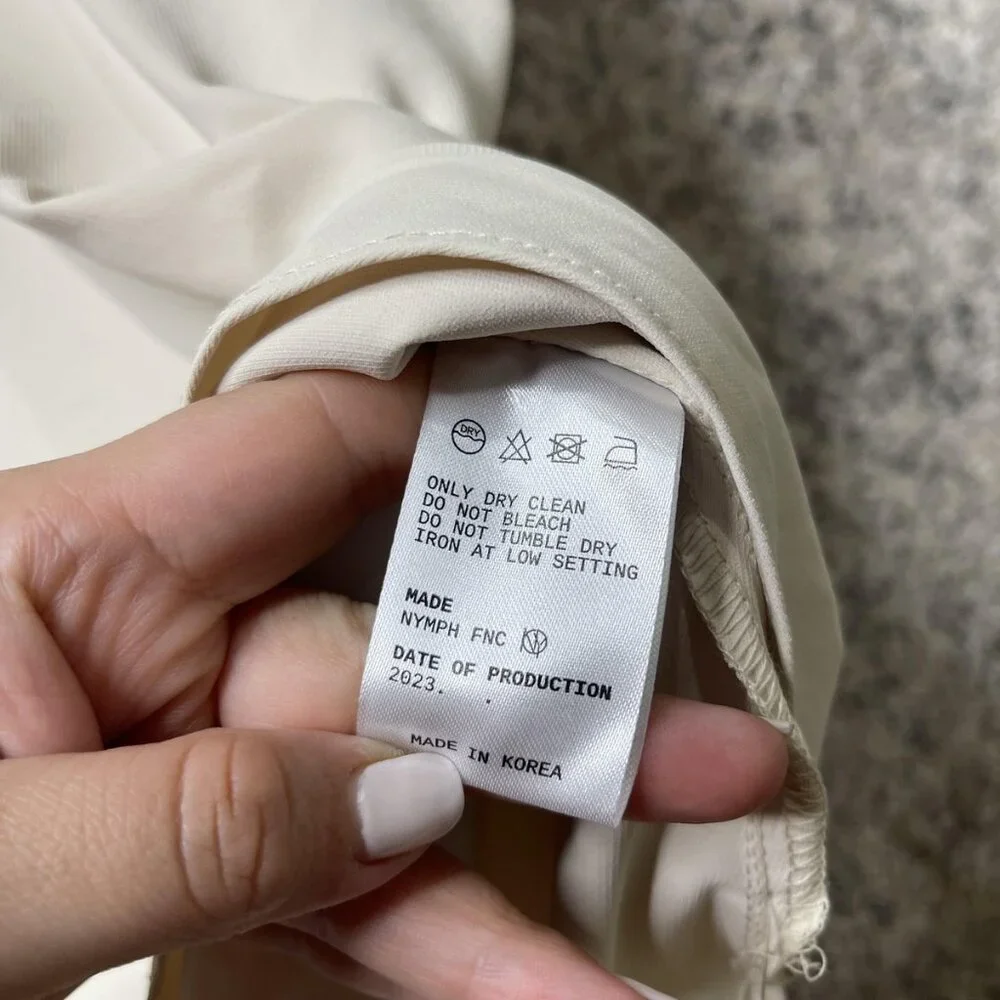 DRY
ONLY DRY CLEAN
DO NOT BLEACH
DO NOT TUMBLE DRY
IRON AT LOW SETTING
MADE
NYMPH FNC
DATE OF PRODUCTION
2023. .
MADE IN KOREA